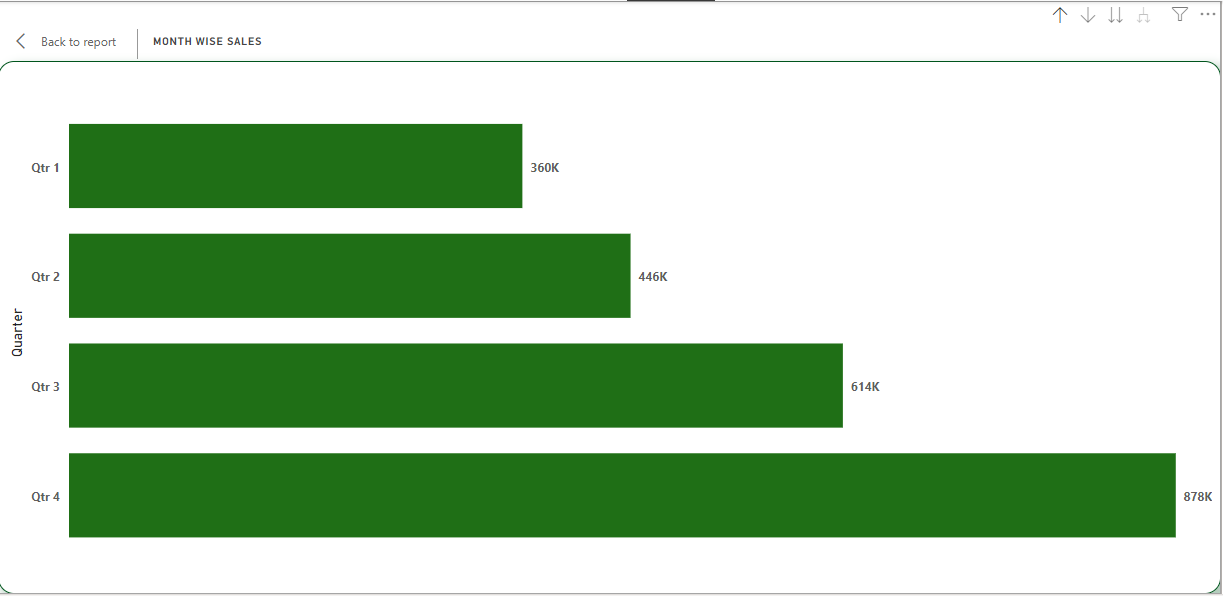 Back to report
MONTH WISE SALES
Quarter
Qtr 1 360K
Qtr 2 446K
Qtr 3 614K
Qtr 4 878K